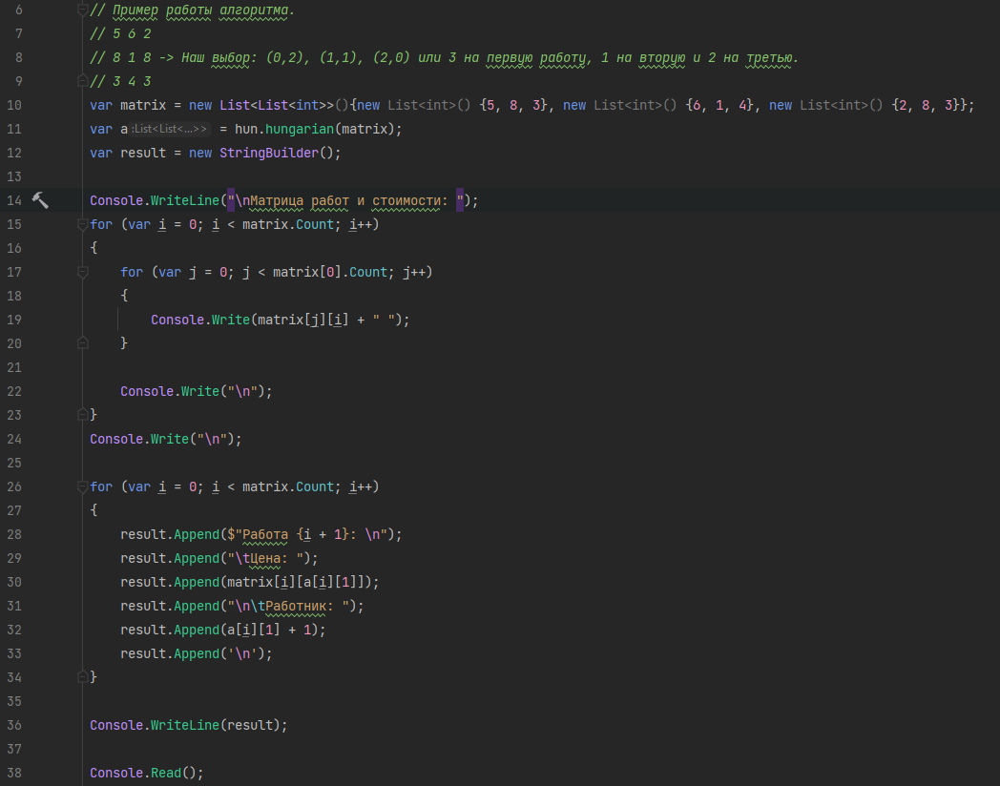 6 // Пример работы алгоритма.
7 // 5 6 2
8 // 8 1 8 -> Наш выбор: (0,2), (1,1), (2,0) или 3 на первую работу, 1 на вторую и 2 на третью.
9 // 3 4 3
10 var matrix = new List<List<int>>(){new List<int>() {5, 8, 3}, new List<int>() {6, 1, 4}, new List<int>() {2, 8, 3}};
11 var a :List<List<...>> = hun.hungarian(matrix);
12 var result = new StringBuilder();
13
14 Console.WriteLine("\nМатрица работ и стоимости: ");
15 for (var i = 0; i < matrix.Count; i++)
16 {
17 for (var j = 0; j < matrix[0].Count; j++)
18 {
19 Console.Write(matrix[j][i] + " ");
20 }
21
22 Console.Write("\n");
23 }
24 Console.Write("\n");
25
26 for (var i = 0; i < matrix.Count; i++)
27 {
28 result.Append($"Работа {i + 1}: \n");
29 result.Append("\tЦена: ");
30 result.Append(matrix[i][a[i][1]]);
31 result.Append("\n\tРаботник: ");
32 result.Append(a[i][1] + 1);
33 result.Append('\n');
34 }
35
36 Console.WriteLine(result);
37
38 Console.Read();